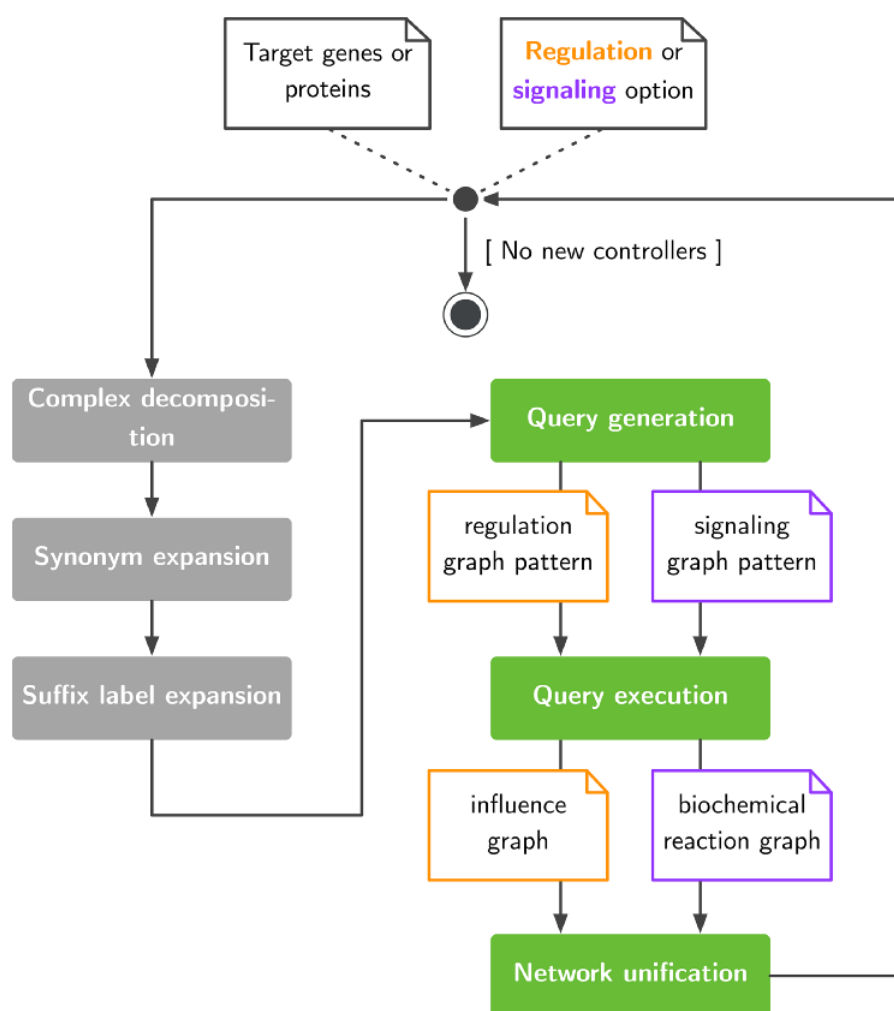 Target genes or
proteins
Regulation or
signaling option
[ No new controllers ]
Complex decomposi-
tion
Synonym expansion
Suffix label expansion
Query generation
regulation
graph pattern
signaling
graph pattern
Query execution
influence
graph
biochemical
reaction graph
Network unification